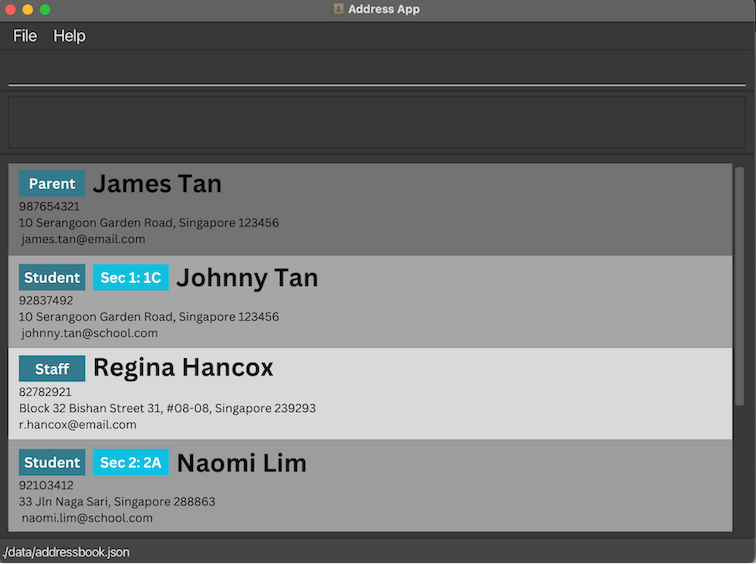 Address App
File Help
Parent James Tan
987654321
10 Serangoon Garden Road, Singapore 123456
james.tan@email.com
Student Sec 1: 1C Johnny Tan
92837492
10 Serangoon Garden Road, Singapore 123456
johnny.tan@school.com
Staff Regina Hancox
82782921
Block 32 Bishan Street 31, #08-08, Singapore 239293
r.hancox@email.com
Student Sec 2: 2A Naomi Lim
92103412
33 Jln Naga Sari, Singapore 288863
naomi.lim@school.com
./data/addressbook.json